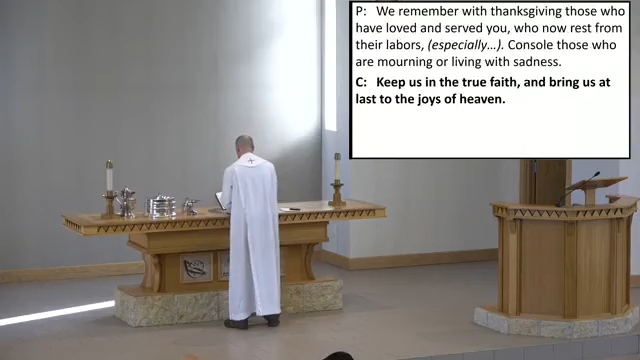 P: We remember with thanksgiving those who
have loved and served you, who now rest from
their labors, (especially…). Console those who
are mourning or living with sadness.
C: Keep us in the true faith, and bring us at
last to the joys of heaven.